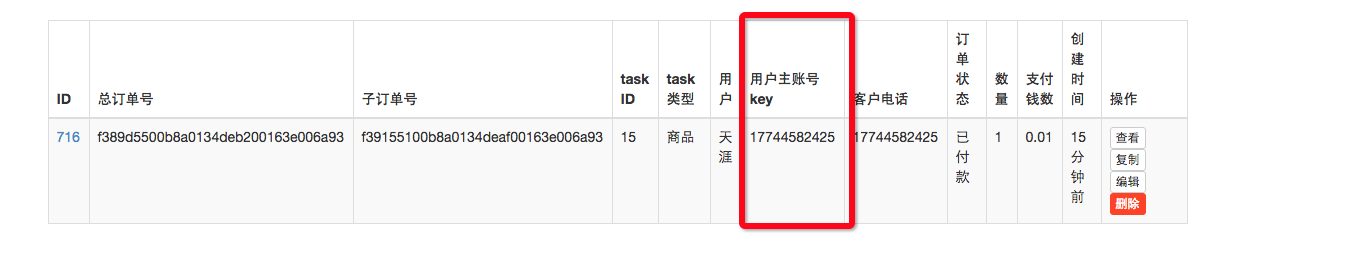 ID 总订单号 子订单号 task ID task 类型 用户 用户主账号 key 客户电话 订单状态 数量 支付钱数 创建时间 操作
716 f389d5500b8a0134deb200163e006a93 f39155100b8a0134deaf00163e006a93 15 商品 天涯 17744582425 17744582425 已付款 1 0.01 15分钟前 查看
复制
编辑
删除